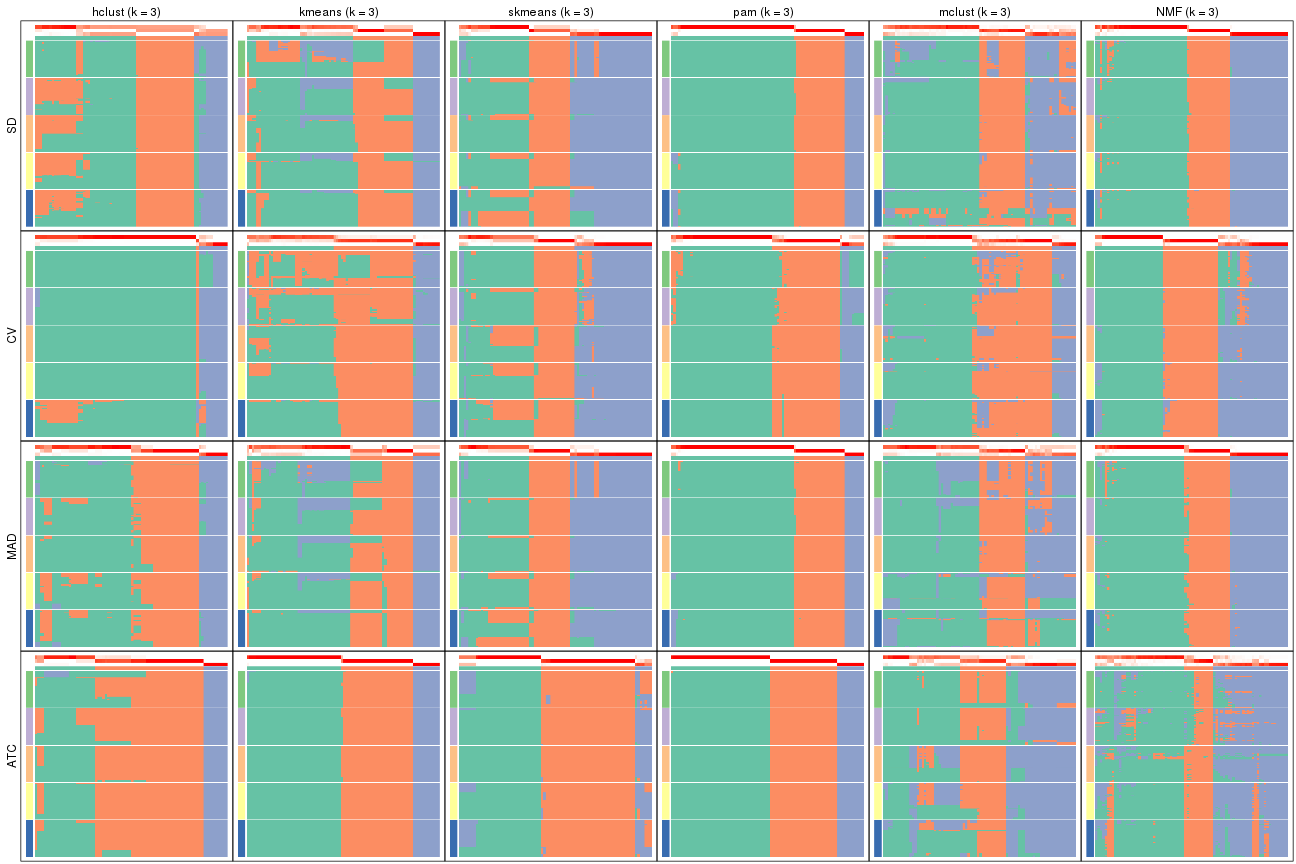 hclust (k = 3) kmeans (k = 3) skmeans (k = 3) pam (k = 3) mclust (k = 3) NMF (k = 3)
SD
CV
MAD
ATC